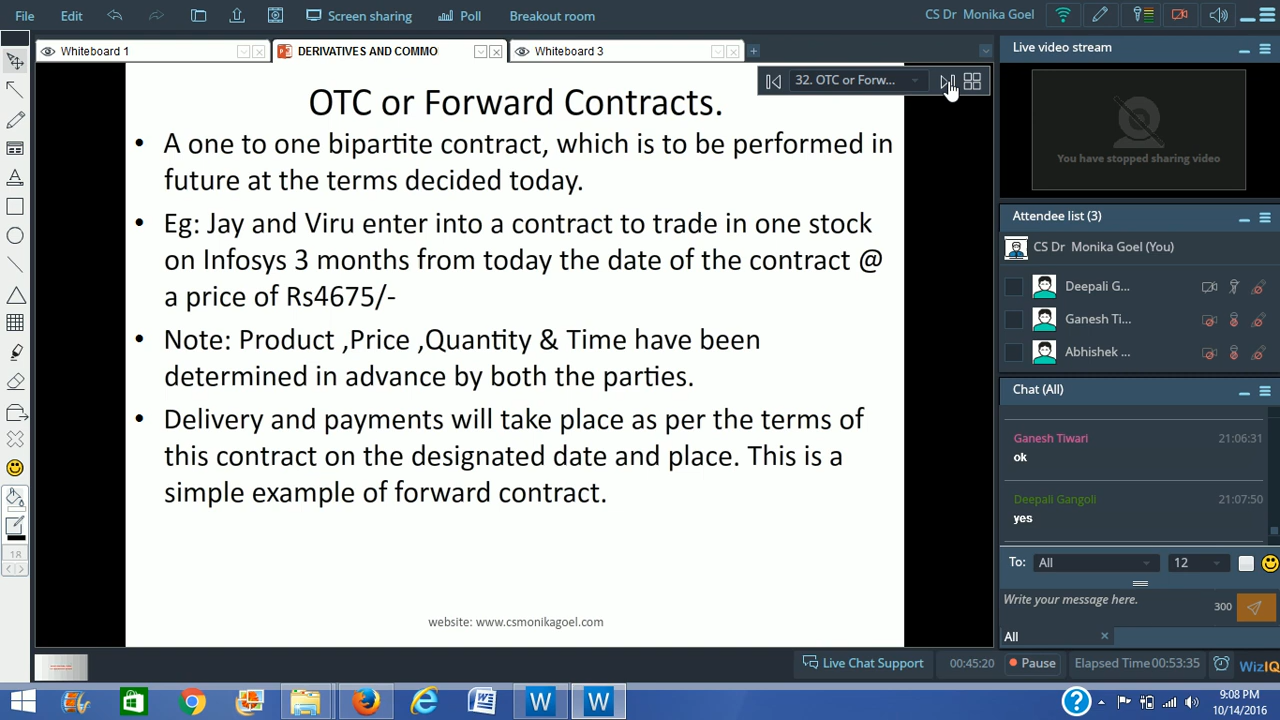 File Edit Screen sharing Poll Breakout room CS Dr Monika Goel
Whiteboard 1 DERIVATIVES AND COMMO Whiteboard 3
32. OTC or Forw...
OTC or Forward Contracts.
• A one to one bipartite contract, which is to be performed in
future at the terms decided today.
• Eg: Jay and Viru enter into a contract to trade in one stock
on Infosys 3 months from today the date of the contract @
a price of Rs4675/-
• Note: Product ,Price ,Quantity & Time have been
determined in advance by both the parties.
• Delivery and payments will take place as per the terms of
this contract on the designated date and place. This is a
simple example of forward contract.
website: www.csmonikagoel.com
Live video stream
You have stopped sharing video
Attendee list (3)
CS Dr Monika Goel (You)
Deepali G...
Ganesh Ti...
Abhishek ...
Chat (All)
Ganesh Tiwari 21:06:31
ok
Deepali Gangoli 21:07:50
yes
To: All 12
Write your message here.
300
All
Live Chat Support 00:45:20 Pause Elapsed Time 00:53:35 WizIQ
9:08 PM
10/14/2016